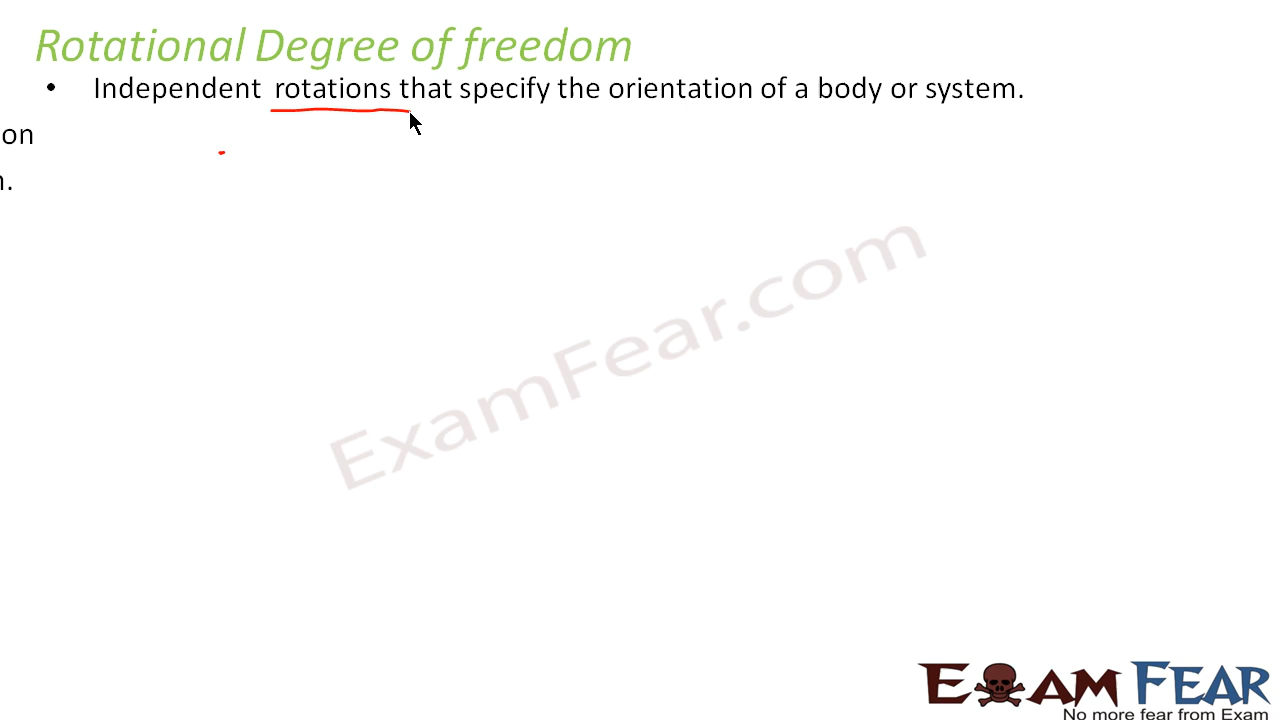 Rotational Degree of freedom
• Independent rotations that specify the orientation of a body or system.
on
.
ExamFear.com
EXAM FEAR
No more fear from Exam